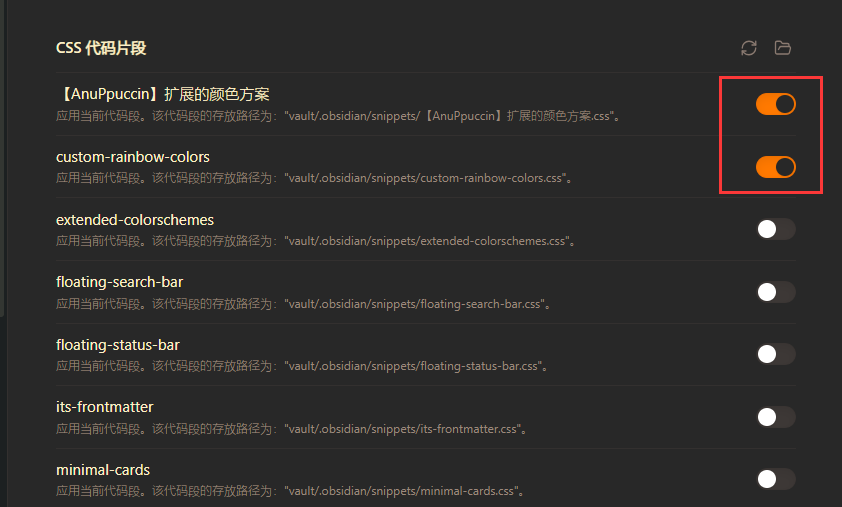 CSS 代码片段
【AnuPpuccin】扩展的颜色方案
应用当前代码段。该代码段的存放路径为："vault/.obsidian/snippets/【AnuPpuccin】扩展的颜色方案.css"。
custom-rainbow-colors
应用当前代码段。该代码段的存放路径为："vault/.obsidian/snippets/custom-rainbow-colors.css"。
extended-colorschemes
应用当前代码段。该代码段的存放路径为："vault/.obsidian/snippets/extended-colorschemes.css"。
floating-search-bar
应用当前代码段。该代码段的存放路径为："vault/.obsidian/snippets/floating-search-bar.css"。
floating-status-bar
应用当前代码段。该代码段的存放路径为："vault/.obsidian/snippets/floating-status-bar.css"。
its-frontmatter
应用当前代码段。该代码段的存放路径为："vault/.obsidian/snippets/its-frontmatter.css"。
minimal-cards
应用当前代码段。该代码段的存放路径为："vault/.obsidian/snippets/minimal-cards.css"。